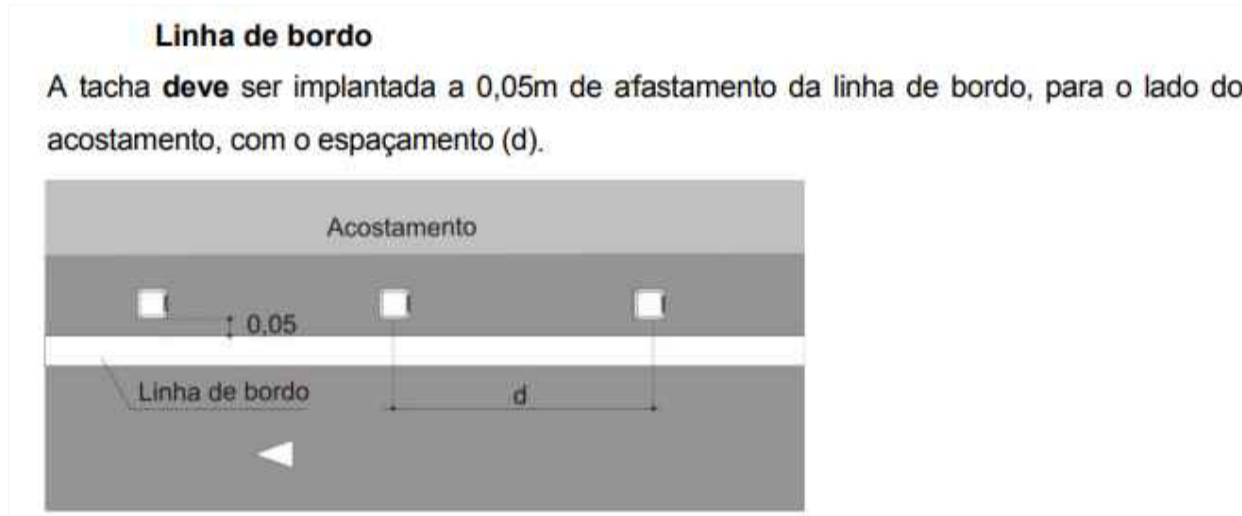 Linha de bordo
A tacha deve ser implantada a 0,05m de afastamento da linha de bordo, para o lado do
acostamento, com o espaçamento (d).
Acostamento
0,05
Linha de bordo
d